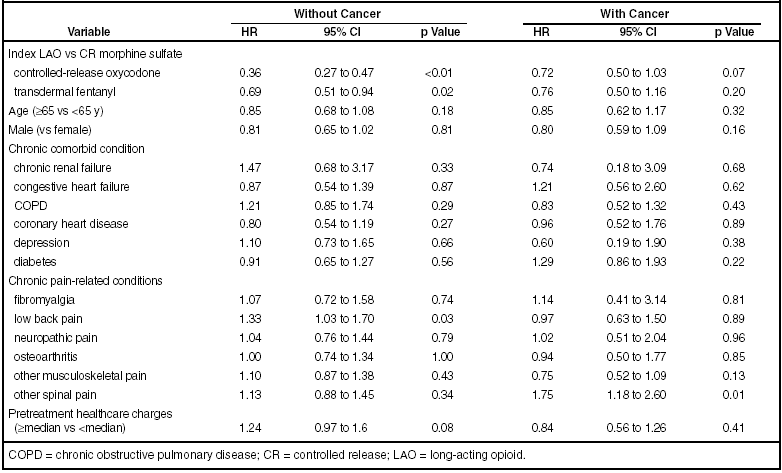 Without Cancer With Cancer
Variable HR 95% CI p Value HR 95% CI p Value
Index LAO vs CR morphine sulfate
controlled-release oxycodone 0.36 0.27 to 0.47 <0.01 0.72 0.50 to 1.03 0.07
transdermal fentanyl 0.69 0.51 to 0.94 0.02 0.76 0.50 to 1.16 0.20
Age (≥65 vs <65 y) 0.85 0.68 to 1.08 0.18 0.85 0.62 to 1.17 0.32
Male (vs female) 0.81 0.65 to 1.02 0.81 0.80 0.59 to 1.09 0.16
Chronic comorbid condition
chronic renal failure 1.47 0.68 to 3.17 0.33 0.74 0.18 to 3.09 0.68
congestive heart failure 0.87 0.54 to 1.39 0.87 1.21 0.56 to 2.60 0.62
COPD 1.21 0.85 to 1.74 0.29 0.83 0.52 to 1.32 0.43
coronary heart disease 0.80 0.54 to 1.19 0.27 0.96 0.52 to 1.76 0.89
depression 1.10 0.73 to 1.65 0.66 0.60 0.19 to 1.90 0.38
diabetes 0.91 0.65 to 1.27 0.56 1.29 0.86 to 1.93 0.22
Chronic pain-related conditions
fibromyalgia 1.07 0.72 to 1.58 0.74 1.14 0.41 to 3.14 0.81
low back pain 1.33 1.03 to 1.70 0.03 0.97 0.63 to 1.50 0.89
neuropathic pain 1.04 0.76 to 1.44 0.79 1.02 0.51 to 2.04 0.96
osteoarthritis 1.00 0.74 to 1.34 1.00 0.94 0.50 to 1.77 0.85
other musculoskeletal pain 1.10 0.87 to 1.38 0.43 0.75 0.52 to 1.09 0.13
other spinal pain 1.13 0.88 to 1.45 0.34 1.75 1.18 to 2.60 0.01
Pretreatment healthcare charges
(≥median vs <median) 1.24 0.97 to 1.6 0.08 0.84 0.56 to 1.26 0.41
COPD = chronic obstructive pulmonary disease; CR = controlled release; LAO = long-acting opioid.